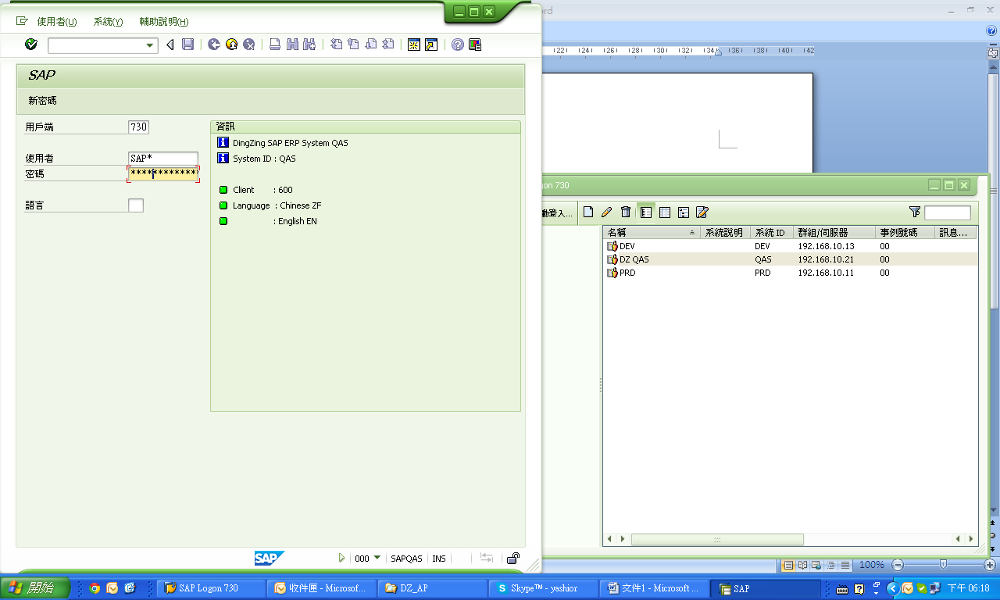 使用者(U) 系統(Y) 輔助說明(H)
SAP
新密碼
用戶端 730
使用者 SAP*
密碼 *************
語言
資訊
DingZing SAP ERP System QAS
System ID : QAS
Client : 600
Language : Chinese ZF
: English EN
SAP
000 SAPQAS INS
ord
22 24 26 28 30 32 34 36 38 40 42
on 730
動登入...
名稱 系統說明 系統 ID 群組/伺服器 事例號碼 訊息...
DEV DEV 192.168.10.13 00
DZ QAS QAS 192.168.10.21 00
PRD PRD 192.168.10.11 00
100%
開始 SAP Logon 730 收件匣 - Microsof... DZ_AP Skype™ - yashior 文件1 - Microsoft ... SAP 下午 06:18